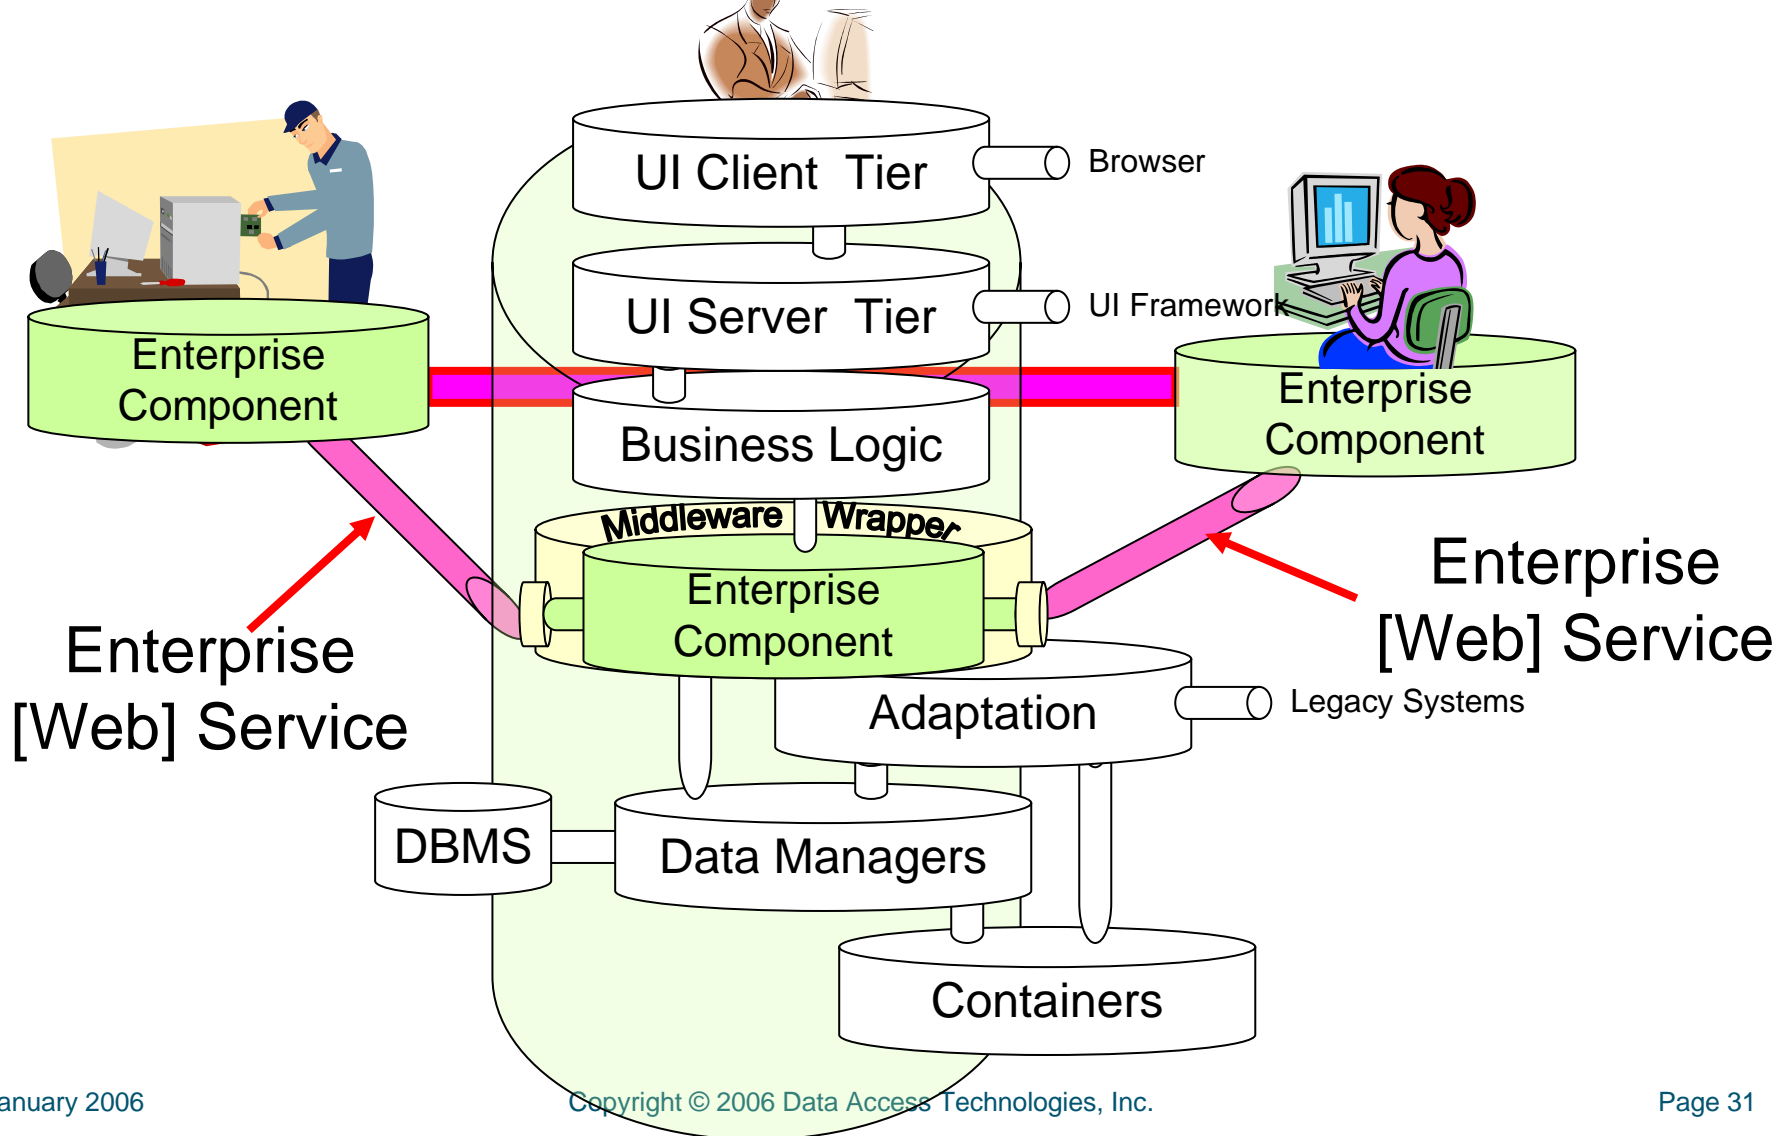 UI Client  Tier
Browser
UI Server  Tier
UI Framework
Enterprise
Component
Enterprise
Component
Business Logic
Middleware Wrapper
Enterprise
Component
Enterprise
[Web] Service
Enterprise
[Web] Service
Adaptation
Legacy Systems
DBMS
Data Managers
Containers
anuary 2006
Copyright © 2006 Data Access Technologies, Inc.
Page 31